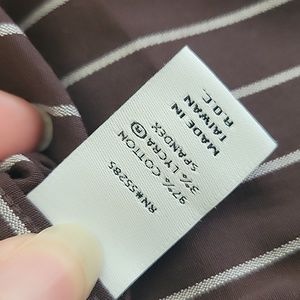 MADE IN
TAIWAN
R.O.C.
97% COTTON
3% LYCRA®
SPANDEX
RN#55285